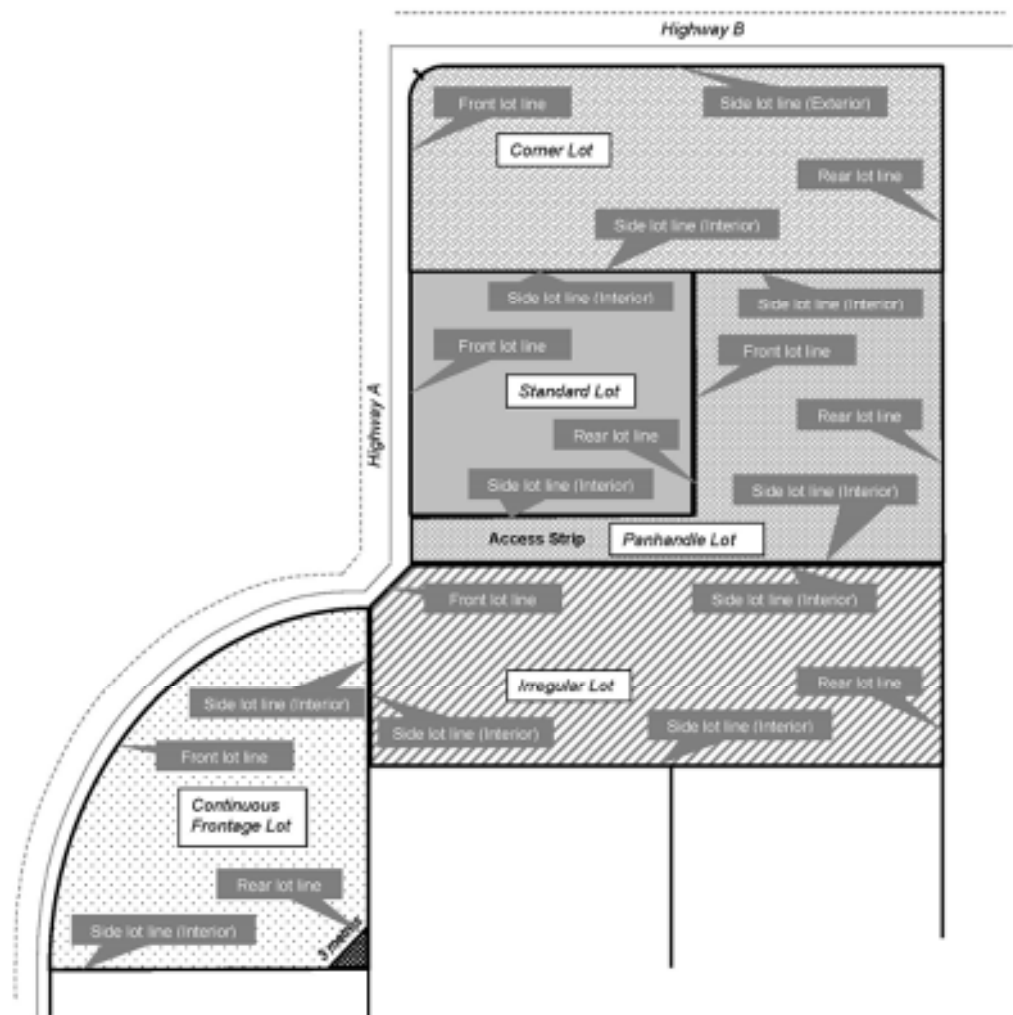 Highway B
Front lot line
Side lot line (Exterior)
Corner Lot
Rear lot line
Side lot line (Interior)
Side lot line (Interior)
Side lot line (Interior)
Front lot line
Front lot line
Highway A
Standard Lot
Rear lot line
Rear lot line
Side lot line (Interior)
Side lot line (Interior)
Access Strip
Panhandle Lot
Front lot line
Side lot line (Interior)
Irregular Lot
Rear lot line
Side lot line (Interior)
Side lot line (Interior)
Side lot line (Interior)
Front lot line
Continuous
Frontage Lot
Rear lot line
3 metres
Side lot line (Interior)